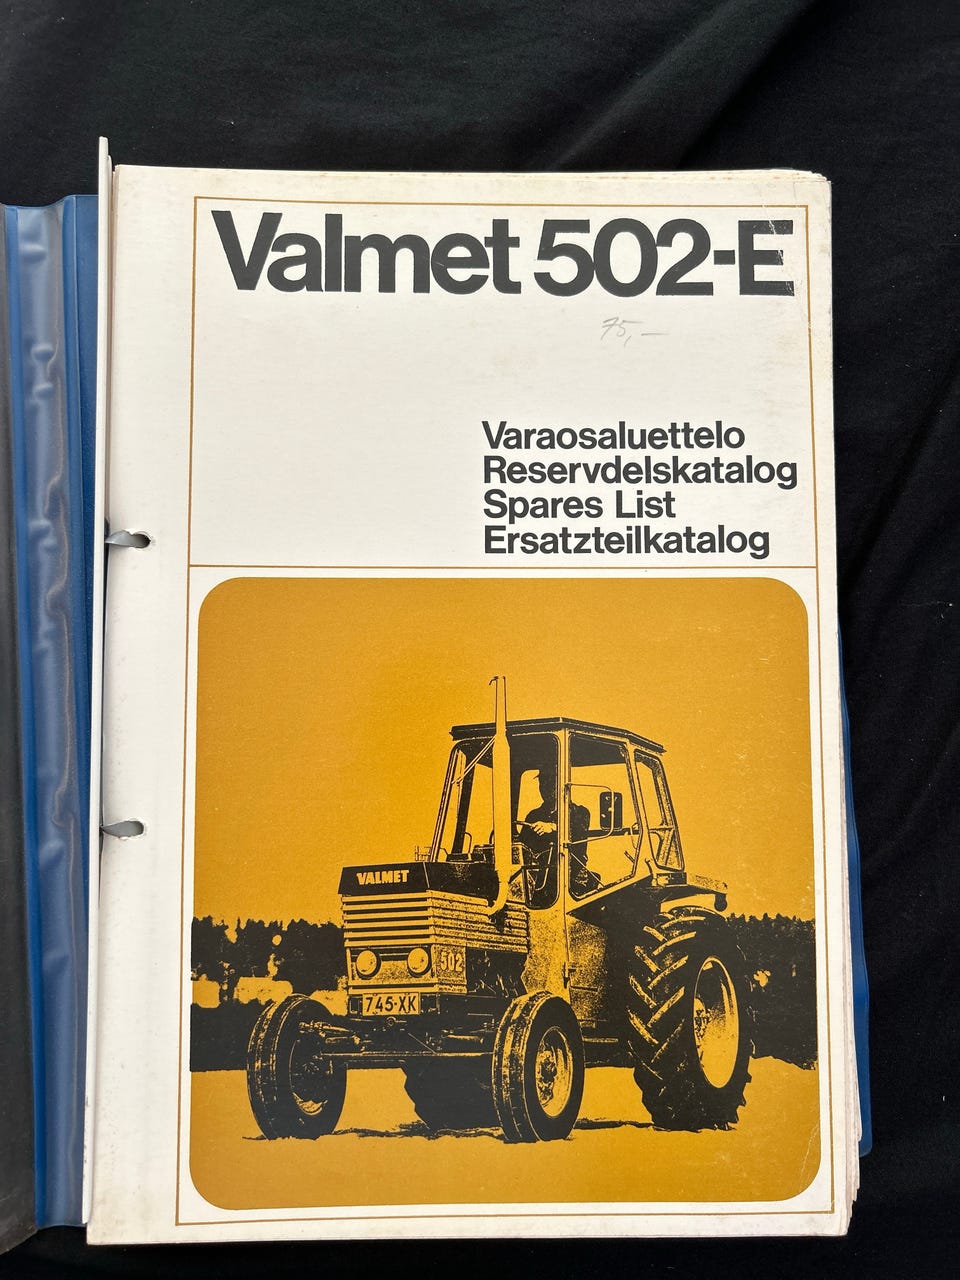 Valmet 502-E
75,-
Varaosaluettelo
Reservdelskatalog
Spares List
Ersatzteilkatalog
VALMET
502
745-XK